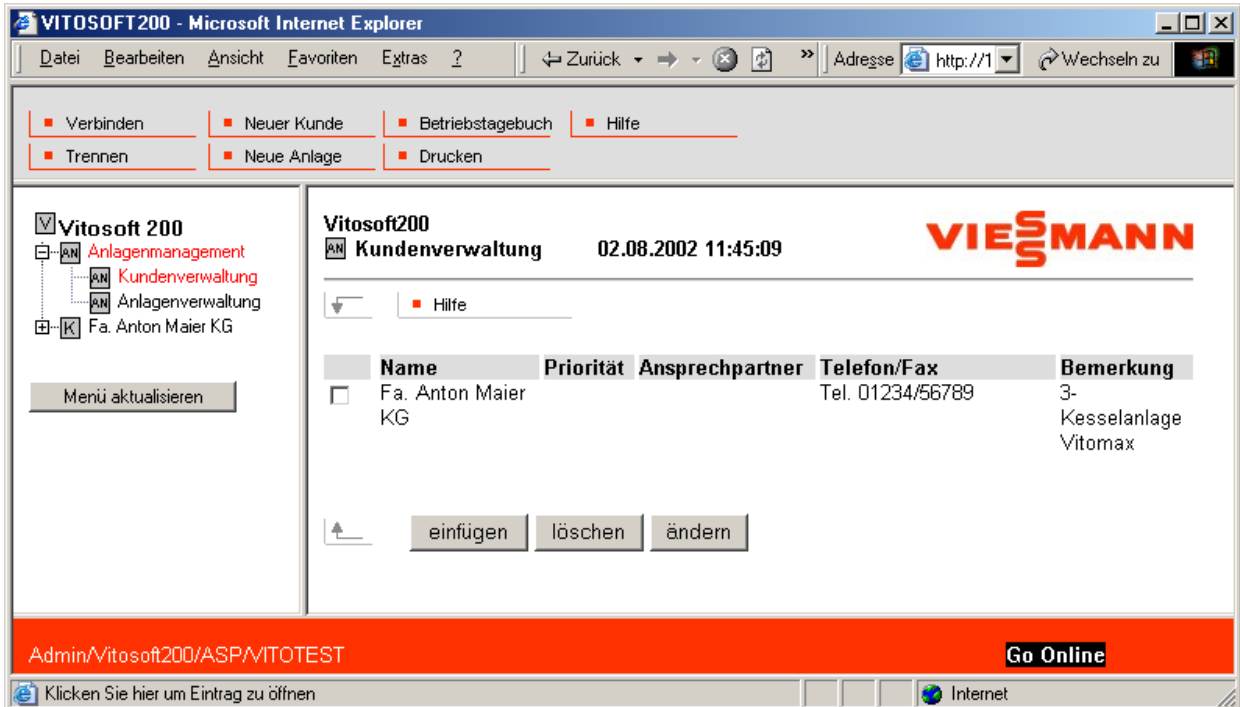 VITOSOFT200 - Microsoft Internet Explorer
Datei Bearbeiten Ansicht Favoriten Extras ? Zurück » Adresse http://1 Wechseln zu
Verbinden Neuer Kunde Betriebstagebuch Hilfe
Trennen Neue Anlage Drucken
V Vitosoft 200
AN Anlagenmanagement
AN Kundenverwaltung
AN Anlagenverwaltung
K Fa. Anton Maier KG
Menü aktualisieren
Vitosoft200
AN Kundenverwaltung 02.08.2002 11:45:09
VIESSMANN
Hilfe
Name Priorität Ansprechpartner Telefon/Fax Bemerkung
Fa. Anton Maier Tel. 01234/56789 3-
KG Kesselanlage
Vitomax
einfügen löschen ändern
Admin/Vitosoft200/ASP/VITOTEST Go Online
Klicken Sie hier um Eintrag zu öffnen Internet